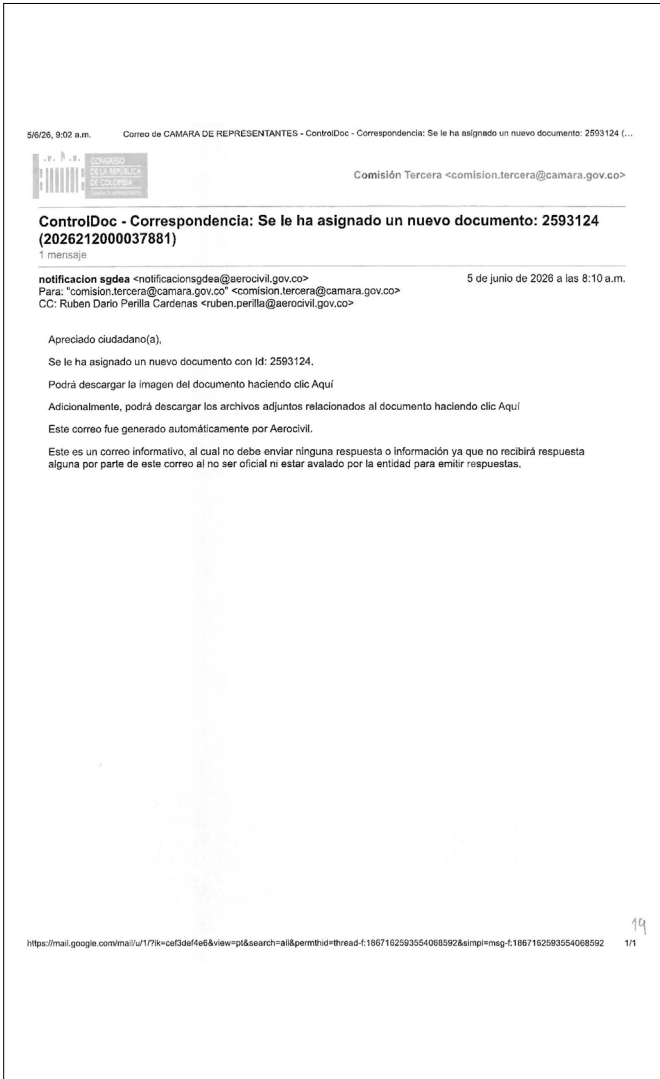 5/6/26, 9:02 a.m. Correo de CAMARA DE REPRESENTANTES - ControlDoc - Correspondencia: Se le ha asignado un nuevo documento: 2593124 (...
CONGRESO
DE LA REPÚBLICA
DE COLOMBIA
Comisión Tercera <comision.tercera@camara.gov.co>
ControlDoc - Correspondencia: Se le ha asignado un nuevo documento: 2593124
(2026212000037881)
1 mensaje
notificacion sgdea <notificacionsgdea@aerocivil.gov.co> 5 de junio de 2026 a las 8:10 a.m.
Para: "comision.tercera@camara.gov.co" <comision.tercera@camara.gov.co>
CC: Ruben Dario Perilla Cardenas <ruben.perilla@aerocivil.gov.co>
Apreciado ciudadano(a),
Se le ha asignado un nuevo documento con Id: 2593124.
Podrá descargar la imagen del documento haciendo clic Aquí
Adicionalmente, podrá descargar los archivos adjuntos relacionados al documento haciendo clic Aquí
Este correo fue generado automáticamente por Aerocivil.
Este es un correo informativo, al cual no debe enviar ninguna respuesta o información ya que no recibirá respuesta
alguna por parte de este correo al no ser oficial ni estar avalado por la entidad para emitir respuestas.
19
https://mail.google.com/mail/u/1/?ik=cef3def4e6&view=pt&search=all&permthid=thread-f:1867162593554068592&simpl=msg-f:1867162593554068592 1/1